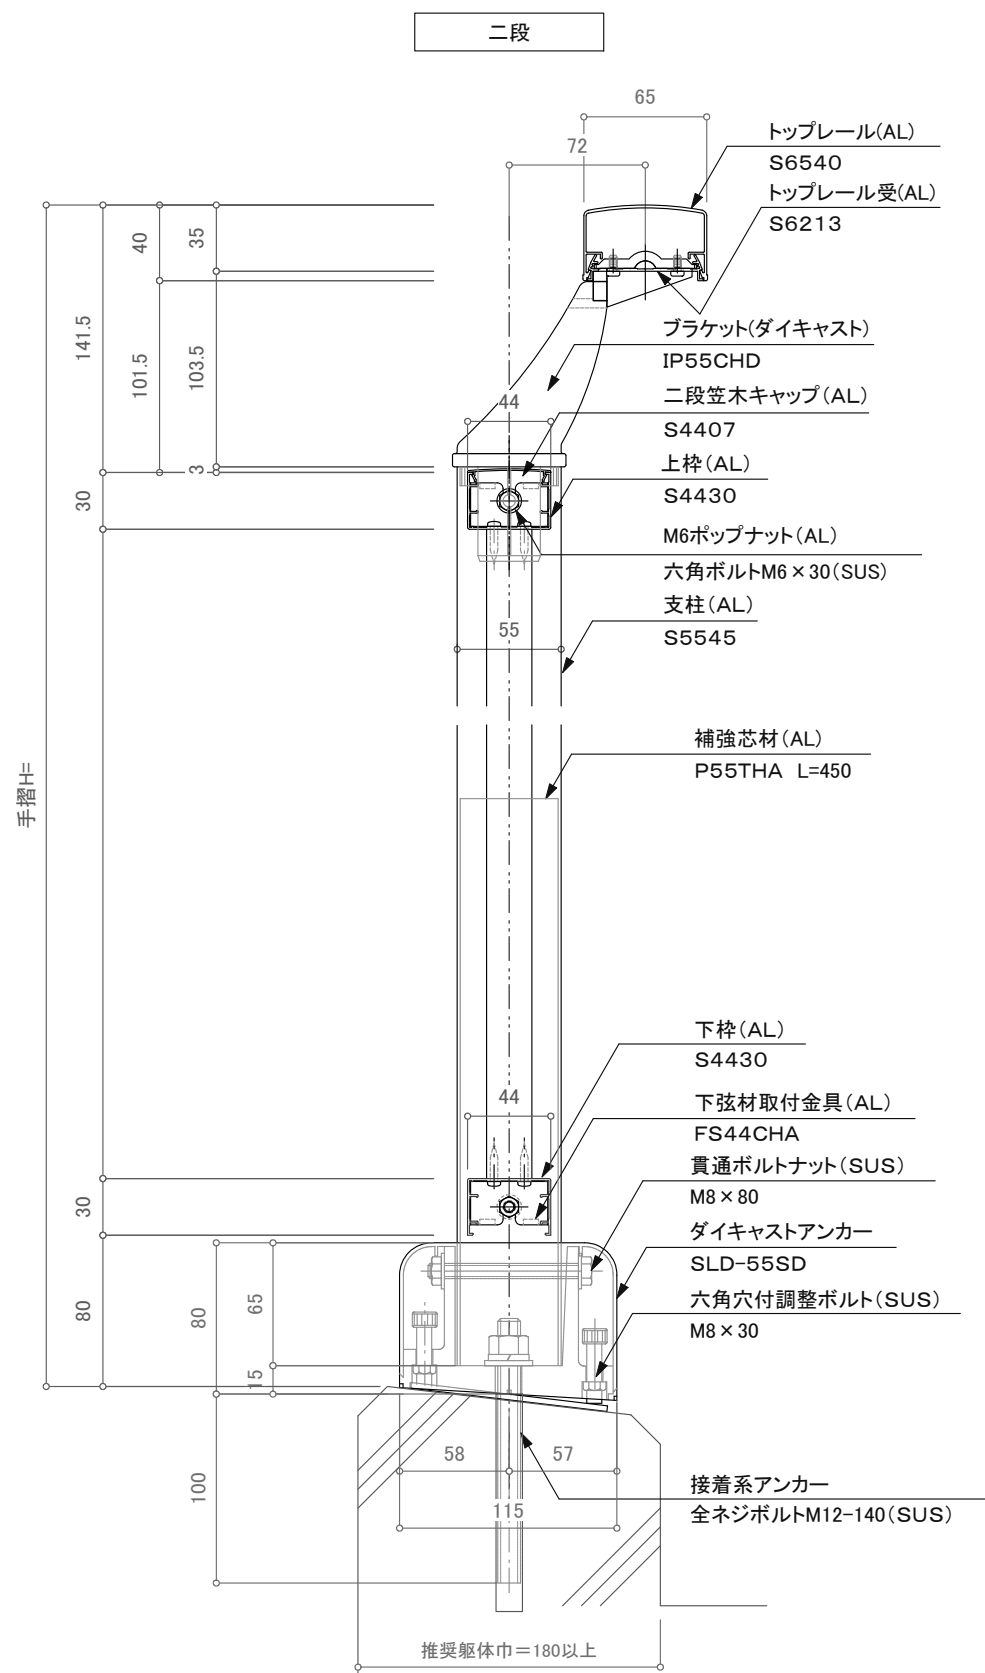 二段
65
72
トップレール(AL)
S6540
トップレール受(AL)
S6213
40
35
141.5
101.5
103.5
ブラケット(ダイキャスト)
IP55CHD
44
二段笠木キャップ(AL)
S4407
3
上枠(AL)
S4430
30
M6ポップナット(AL)
六角ボルトM6×30(SUS)
支柱(AL)
S5545
55
補強芯材(AL)
P55THA L=450
手摺H=
下枠(AL)
S4430
44
下弦材取付金具(AL)
FS44CHA
貫通ボルトナット(SUS)
M8×80
30
ダイキャストアンカー
SLD-55SD
80
80
65
六角穴付調整ボルト(SUS)
M8×30
15
58
57
100
115
接着系アンカー
全ネジボルトM12-140(SUS)
推奨躯体巾=180以上